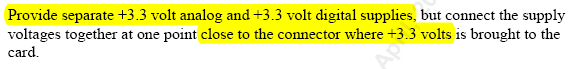 Provide separate +3.3 volt analog and +3.3 volt digital supplies, but connect the supply
voltages together at one point close to the connector where +3.3 volts is brought to the
card.